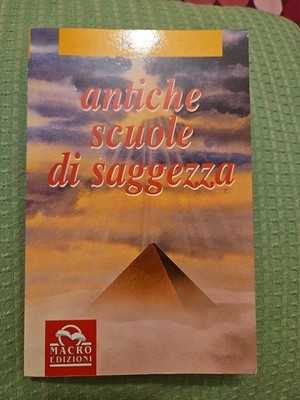 antiche
scuole
di saggezza
MACRO
EDIZIONI